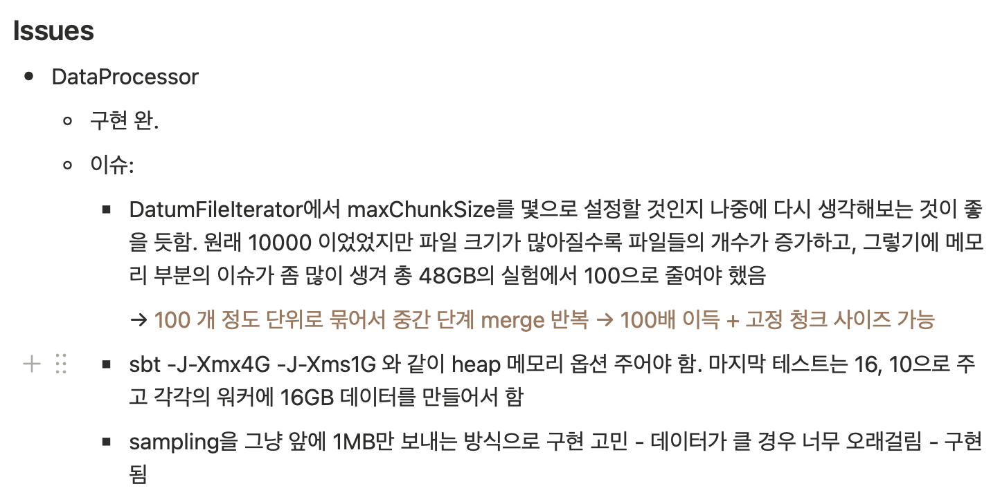 Issues
DataProcessor
구현 완.
이슈:
DatumFileIterator에서 maxChunkSize를 몇으로 설정할 것인지 나중에 다시 생각해보는 것이 좋
을 듯함. 원래 10000 이었었지만 파일 크기가 많아질수록 파일들의 개수가 증가하고, 그렇기에 메모
리 부분의 이슈가 좀 많이 생겨 총 48GB의 실험에서 100으로 줄여야 했음
→ 100 개 정도 단위로 묶어서 중간 단계 merge 반복 → 100배 이득 + 고정 청크 사이즈 가능
sbt -J-Xmx4G -J-Xms1G 와 같이 heap 메모리 옵션 주어야 함. 마지막 테스트는 16, 10으로 주
고 각각의 워커에 16GB 데이터를 만들어서 함
sampling을 그냥 앞에 1MB만 보내는 방식으로 구현 고민 - 데이터가 클 경우 너무 오래걸림 - 구현
됨